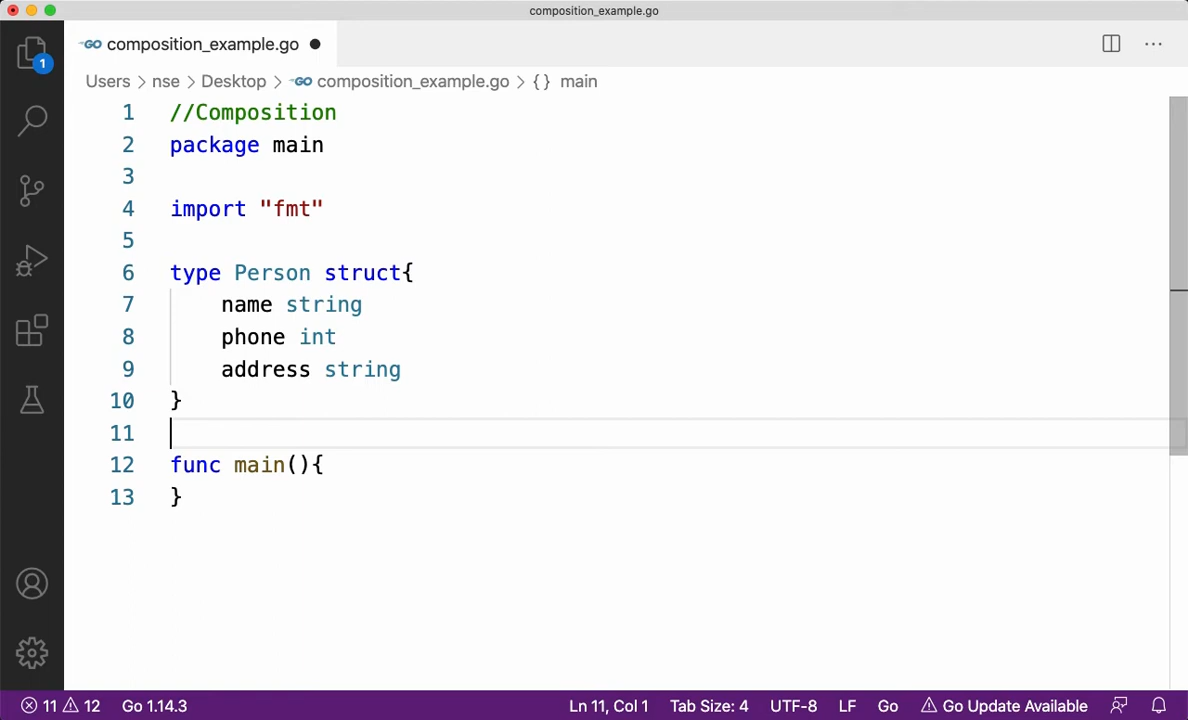 composition_example.go
GO composition_example.go
Users > nse > Desktop > GO composition_example.go > {} main
1
1 //Composition
2 package main
3
4 import "fmt"
5
6 type Person struct{
7 name string
8 phone int
9 address string
10 }
11
12 func main(){
13 }
11 12 Go 1.14.3 Ln 11, Col 1 Tab Size: 4 UTF-8 LF Go Go Update Available